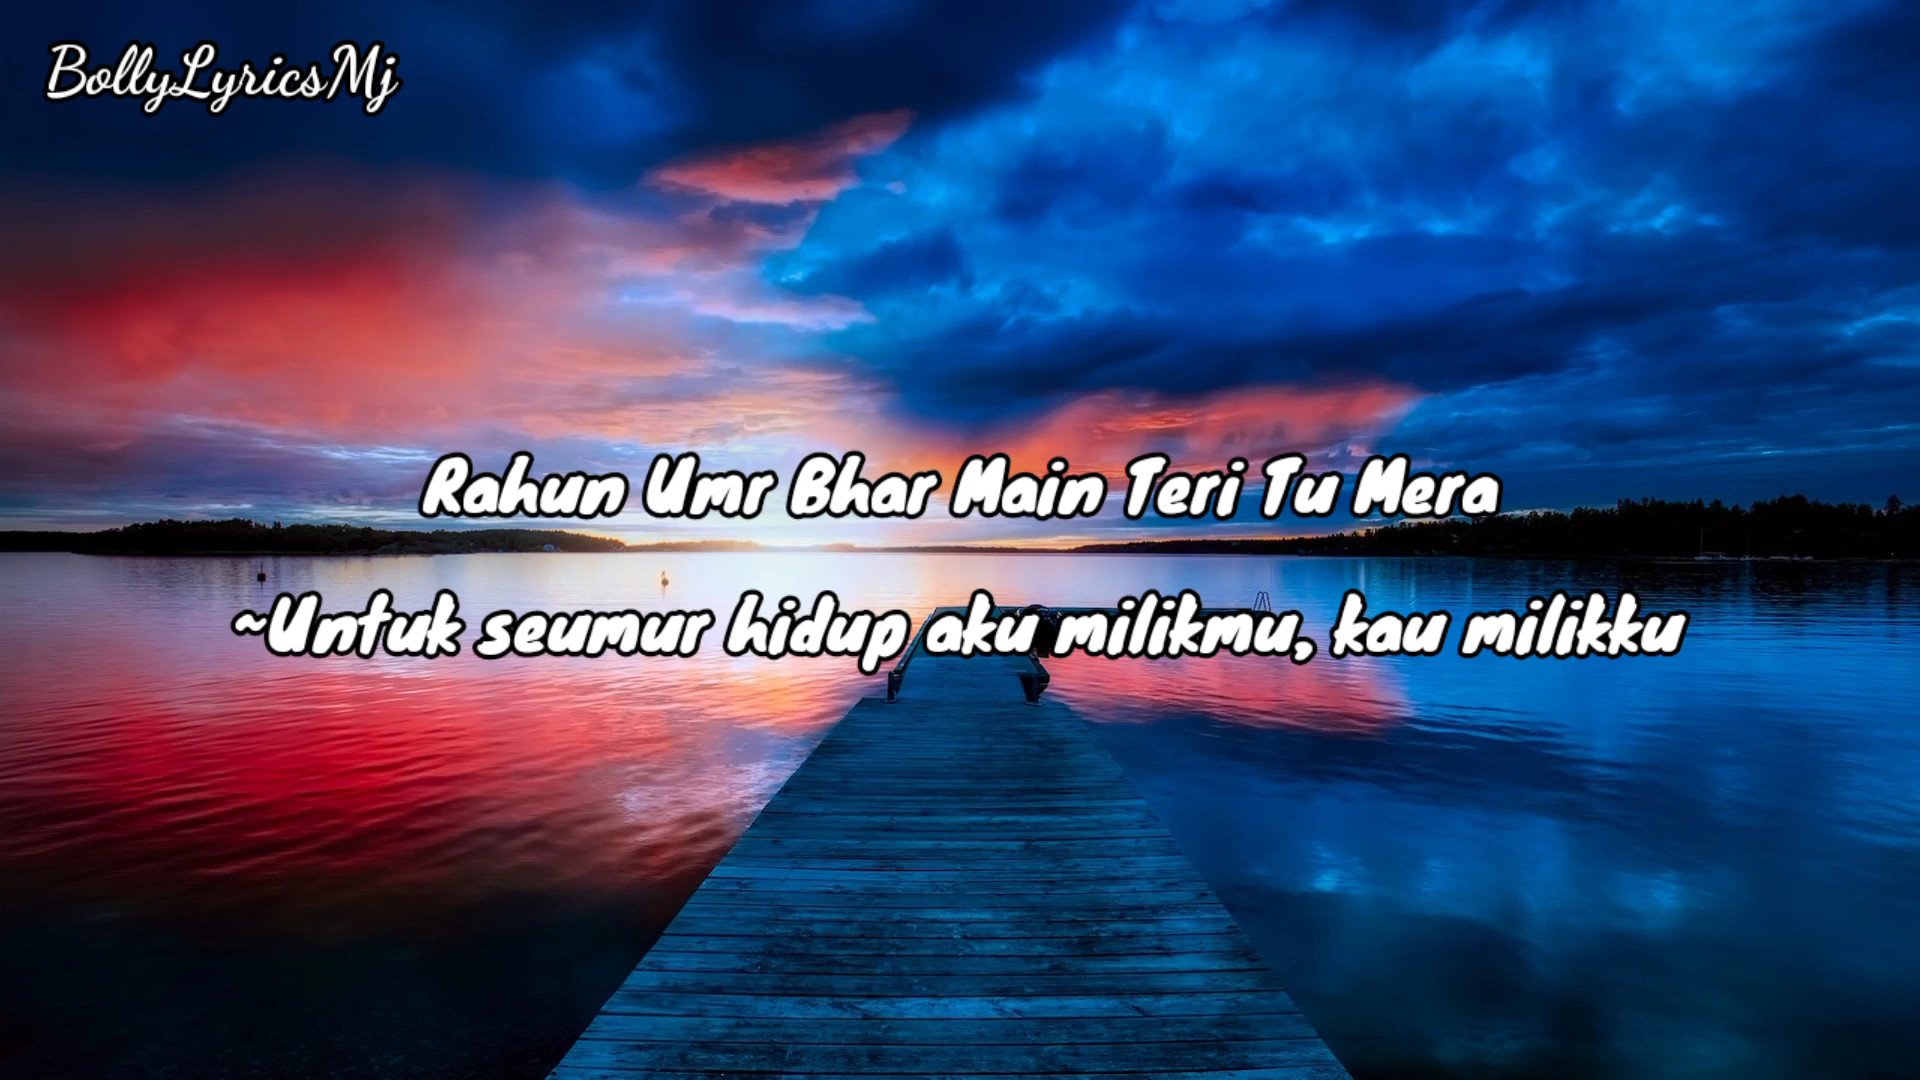 BollyLyricsMj
Rahun Umr Bhar Main Teri Tu Mera
~Untuk seumur hidup aku milikmu, kau milikku